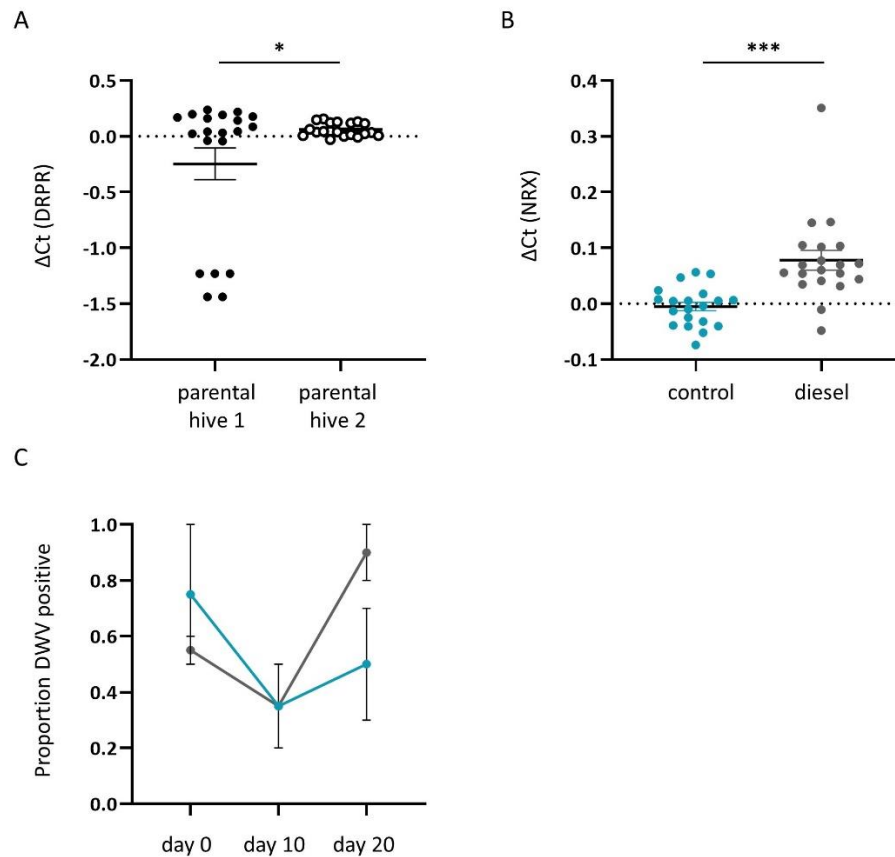 A
*
0.5
0.0
-0.5
-1.0
-1.5
-2.0
ΔCt (DRPR)
parental
hive 1
parental
hive 2
B
***
0.4
0.3
0.2
0.1
0.0
-0.1
ΔCt (NRX)
control
diesel
C
1.0
0.8
0.6
0.4
0.2
0.0
Proportion DWV positive
day 0
day 10
day 20